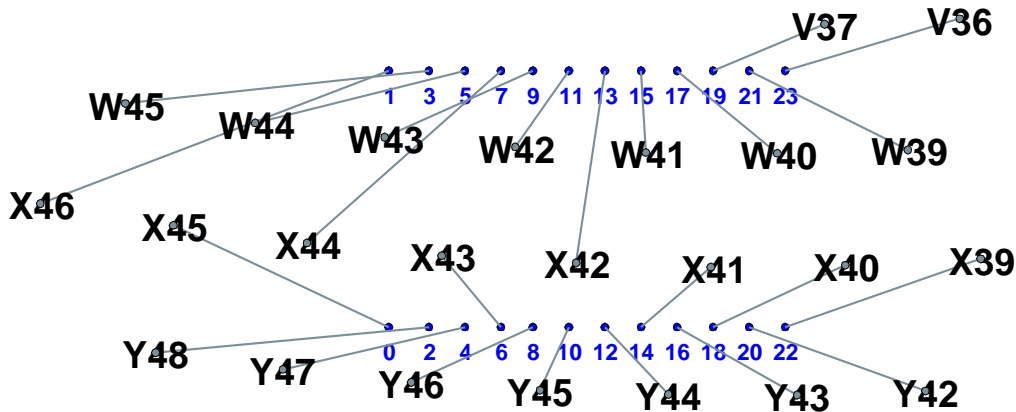 V37 V36
1 3 5 7 9 11 13 15 17 19 21 23
W45 W44 W43 W42 W41 W40 W39
X46 X45 X44 X43 X42 X41 X40 X39
0 2 4 6 8 10 12 14 16 18 20 22
Y48 Y47 Y46 Y45 Y44 Y43 Y42